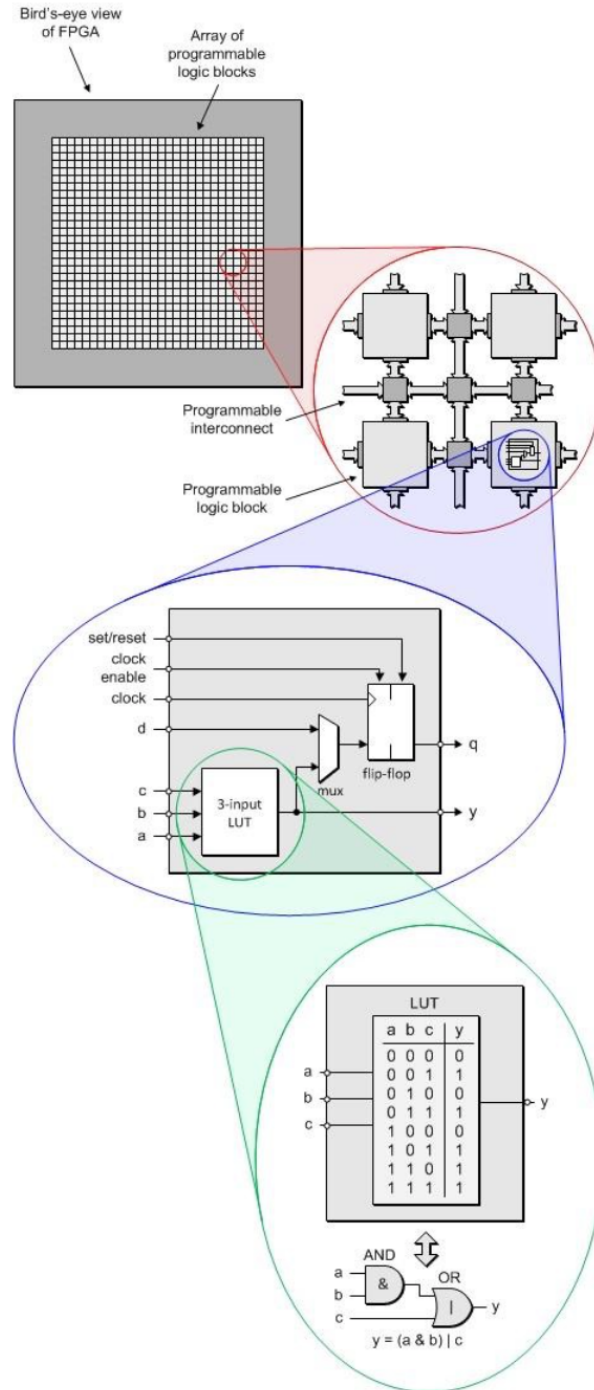 Bird's-eye view
of FPGA
Array of
programmable
logic blocks
Programmable
interconnect
Programmable
logic block
set/reset
clock
enable
clock
d
q
mux
flip-flop
c
b
a
3-input
LUT
y
LUT
a b c y
0 0 0 0
0 0 1 1
0 1 0 0
0 1 1 1
1 0 0 0
1 0 1 1
1 1 0 1
1 1 1 1
a
b
c
y
AND
OR
a
b
c
&
|
y
y = (a & b) | c